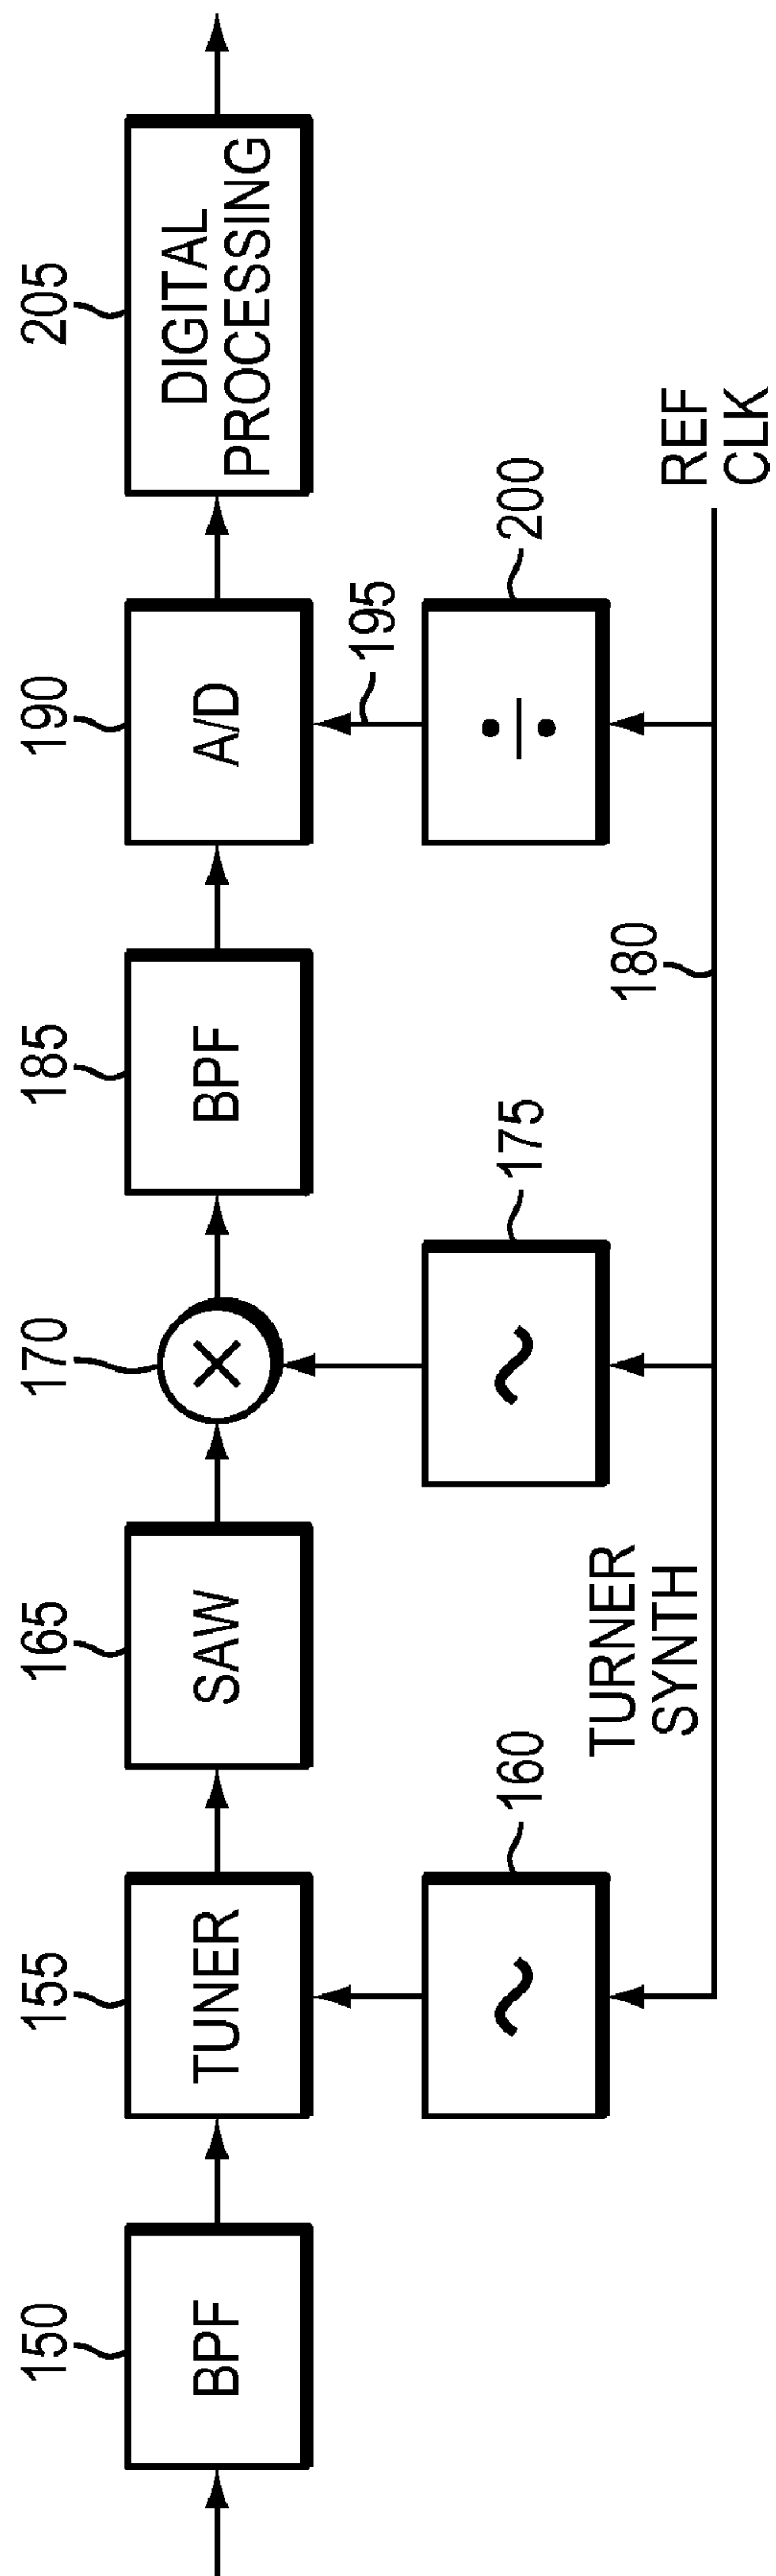 150
BPF
155
TUNER
165
SAW
170
×
185
BPF
190
A/D
205
DIGITAL
PROCESSING
160
~
175
~
195
200
÷
TURNER
SYNTH
180
REF
CLK